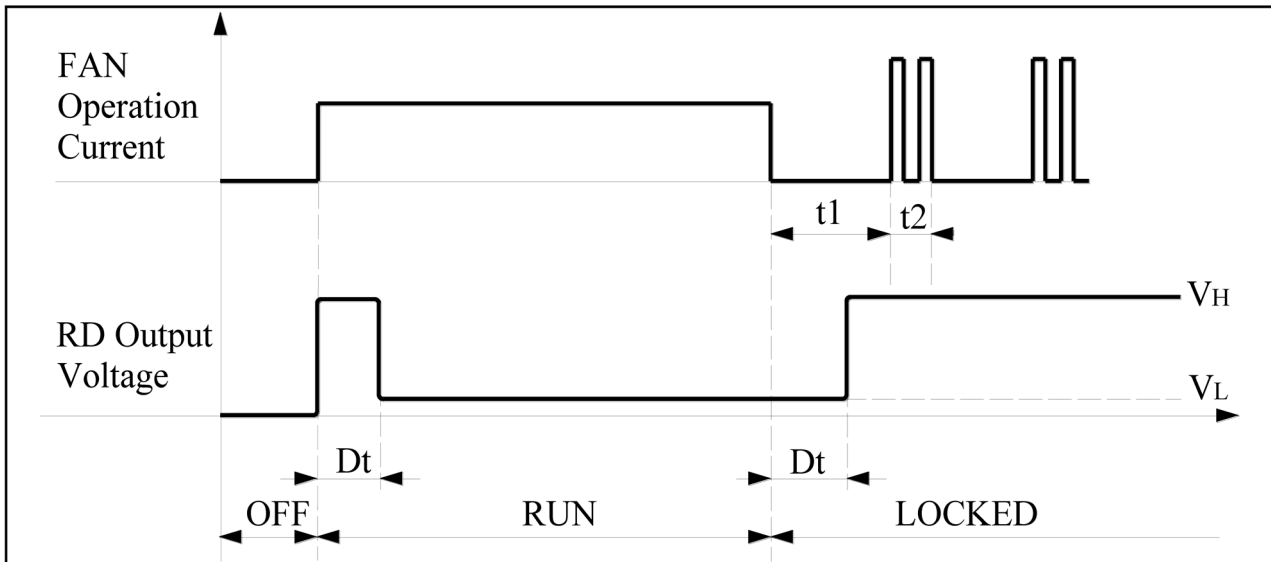 FAN
Operation
Current
t1
t2
RD Output
Voltage
VH
VL
Dt
Dt
OFF
RUN
LOCKED